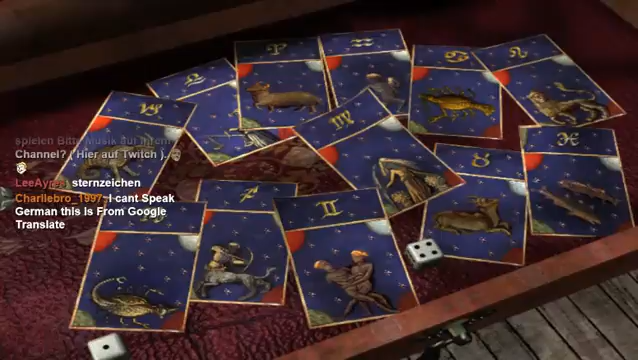 spielen Bitte Musik auf Ihrem
Channel? ( Hier auf Twitch ).
LeeAyres: sternzeichen
Charliebro_1997: I cant Speak
German this is From Google
Translate
♈
♒
♋
♌
♎
♑
♍
♓
♉
♐
♊
♏